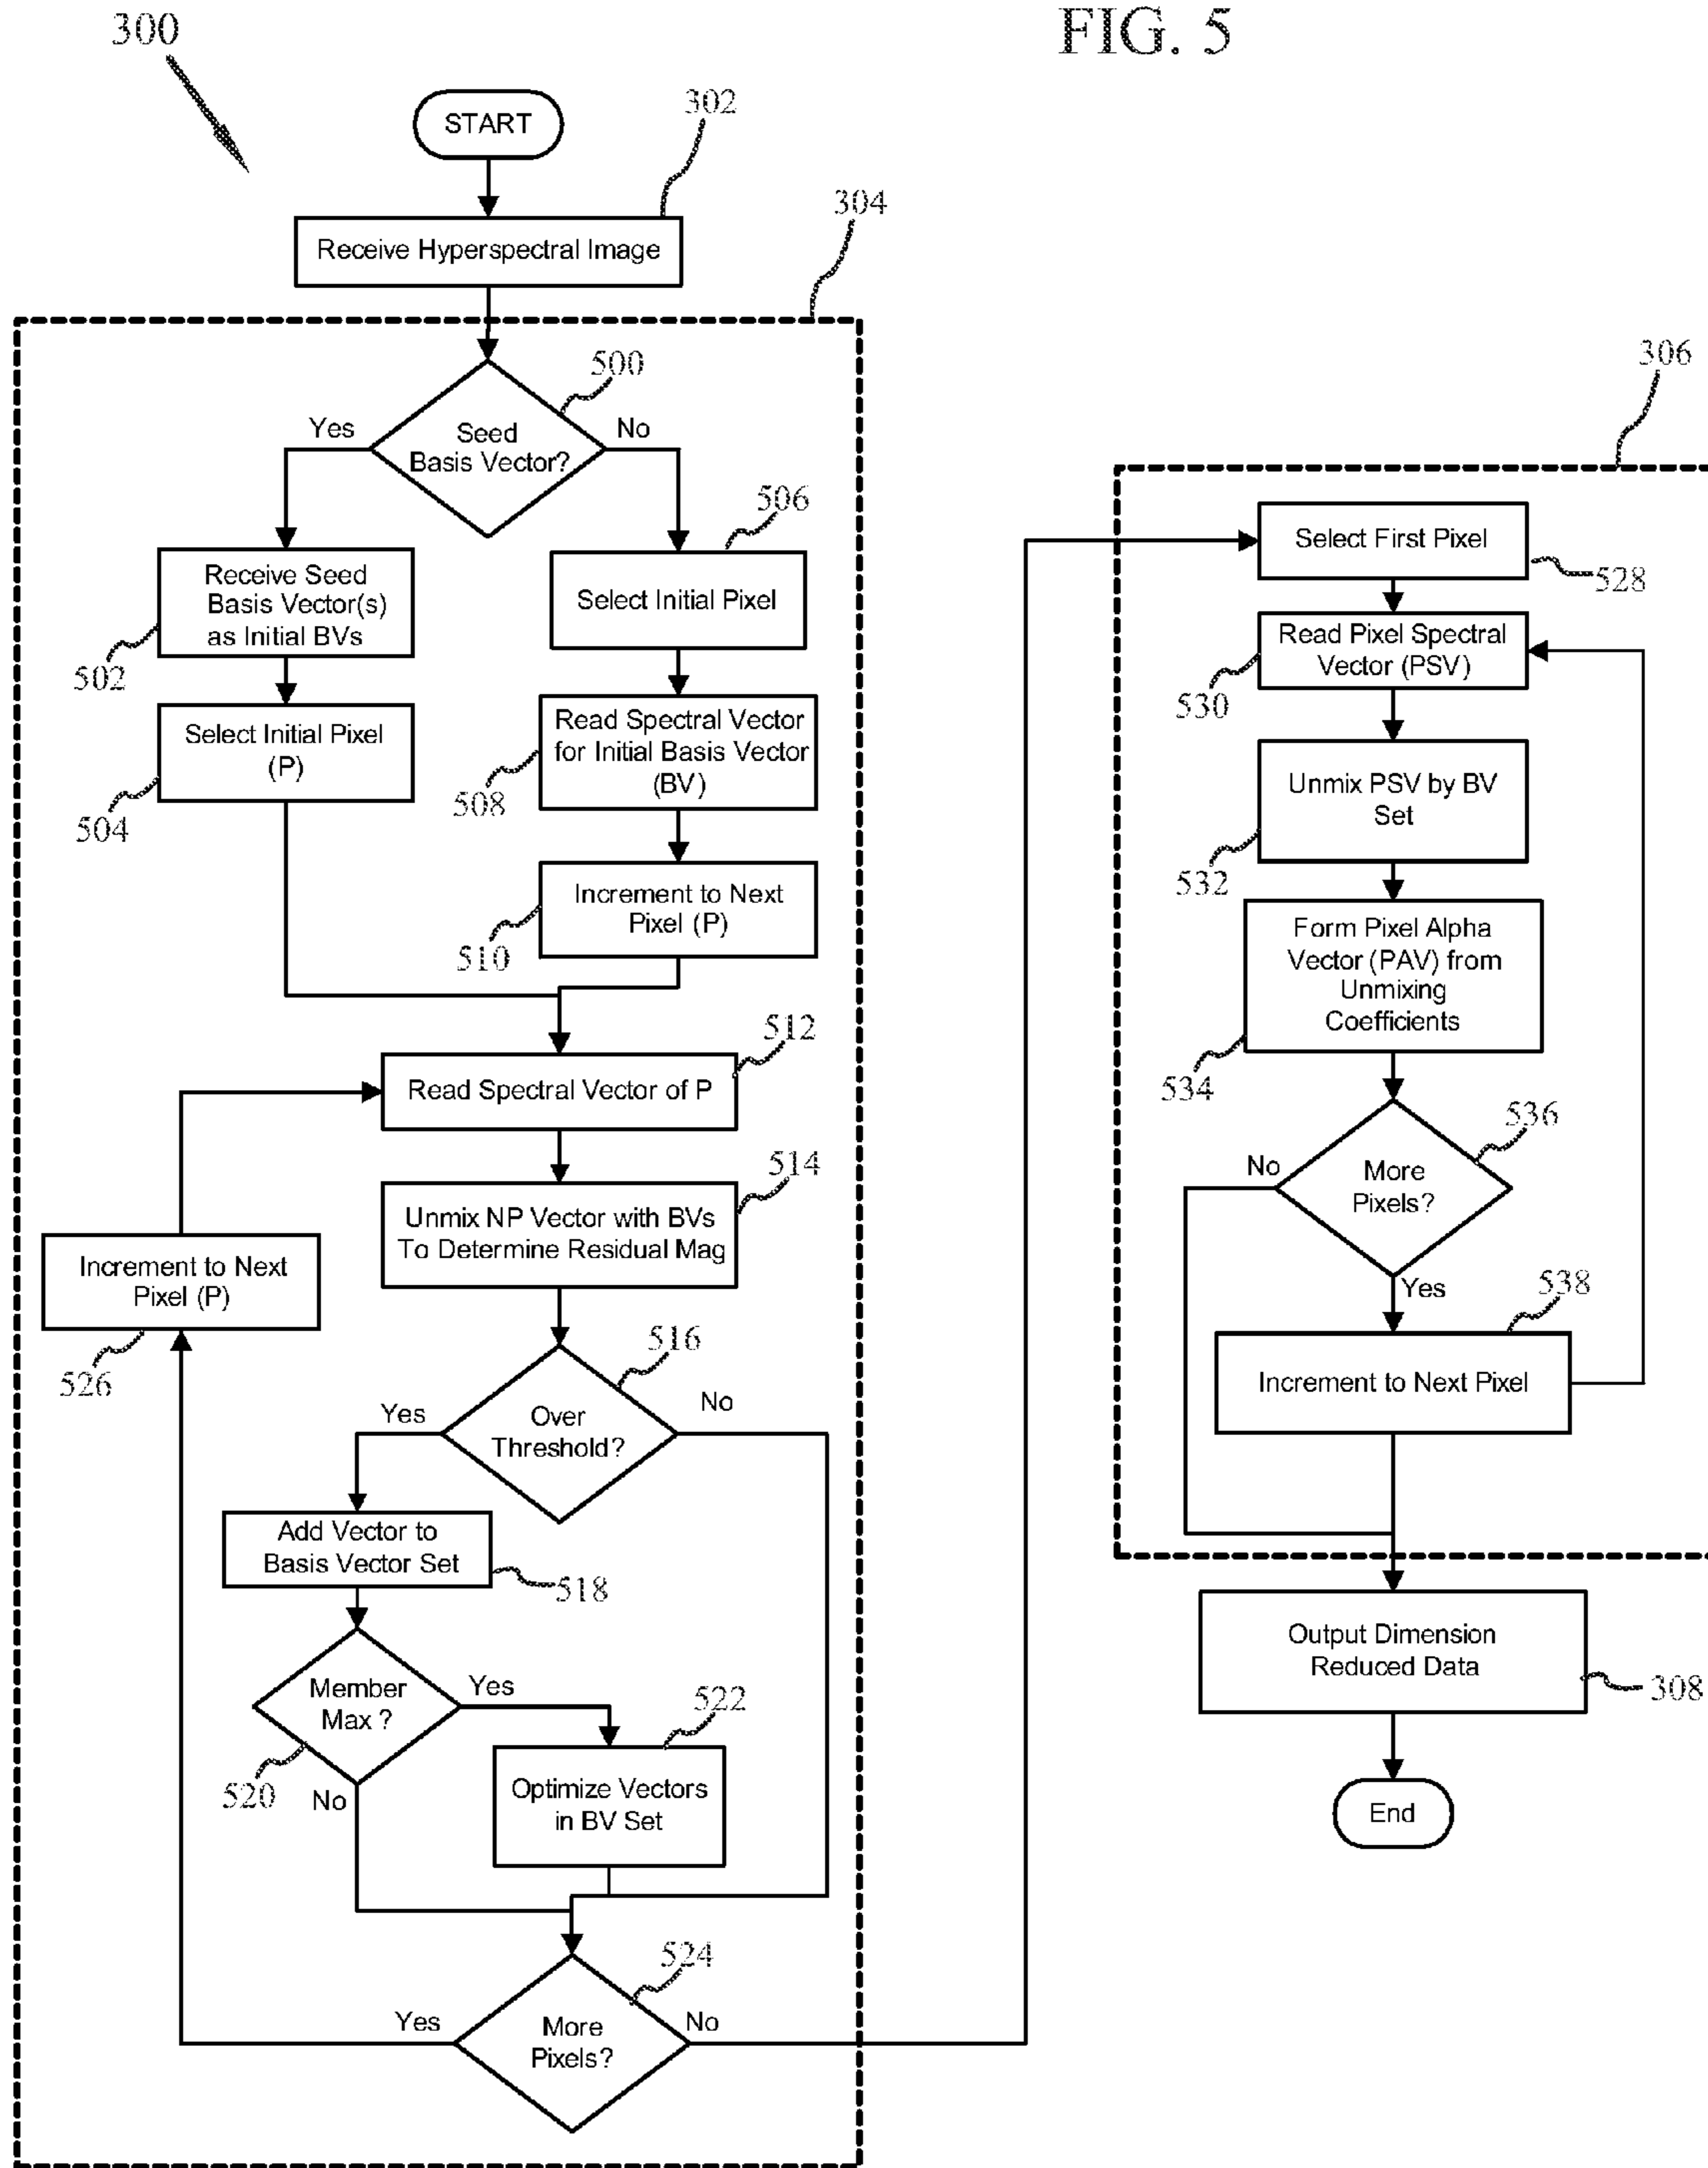 FIG. 5
300
START
302
Receive Hyperspectral Image
304
500
Seed
Basis Vector?
Yes
No
Receive Seed
Basis Vector(s)
as Initial BVs
502
Select Initial Pixel
(P)
504
506
Select Initial Pixel
Read Spectral Vector
for Initial Basis Vector
(BV)
508
Increment to Next
Pixel (P)
510
512
Read Spectral Vector of P
514
Unmix NP Vector with BVs
To Determine Residual Mag
Increment to Next
Pixel (P)
526
516
Over
Threshold?
Yes
No
Add Vector to
Basis Vector Set
518
Member
Max ?
Yes
No
520
522
Optimize Vectors
in BV Set
524
More
Pixels?
Yes
No
306
Select First Pixel
528
Read Pixel Spectral
Vector (PSV)
530
Unmix PSV by BV
Set
532
Form Pixel Alpha
Vector (PAV) from
Unmixing
Coefficients
534
536
More
Pixels?
No
Yes
538
Increment to Next Pixel
Output Dimension
Reduced Data
308
End